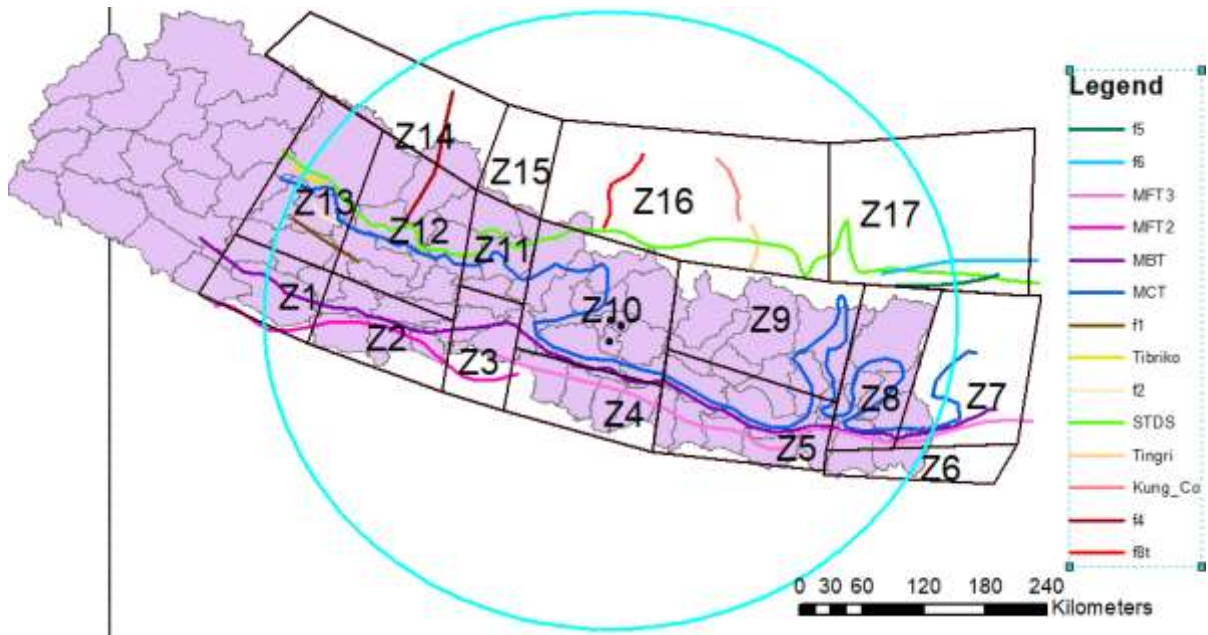 Z14
Z15
Z13
Z12
Z11
Z16
Z17
Z1
Z2
Z3
Z10
Z9
Z4
Z5
Z8
Z7
Z6
Legend
f5
f6
MFT3
MFT2
MBT
MCT
f1
Tibriko
f2
STDS
Tingri
Kung_Co
f4
f8t
0 30 60 120 180 240
Kilometers